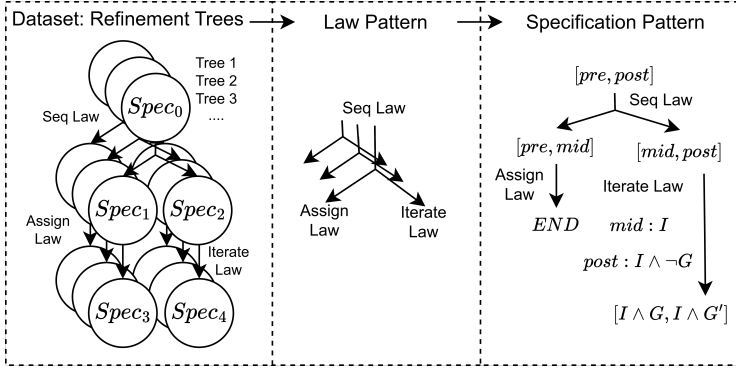 Dataset: Refinement Trees
Tree 1
Tree 2
Tree 3
....
Spec₀
Seq Law
Spec₁
Spec₂
Assign
Law
Iterate
Law
Spec₃
Spec₄
Law Pattern
Seq Law
Assign
Law
Iterate
Law
Specification Pattern
[pre, post]
Seq Law
[pre, mid]
[mid, post]
Assign
Law
Iterate Law
END
mid : I
post : I ∧ ¬G
[I ∧ G, I ∧ G′]